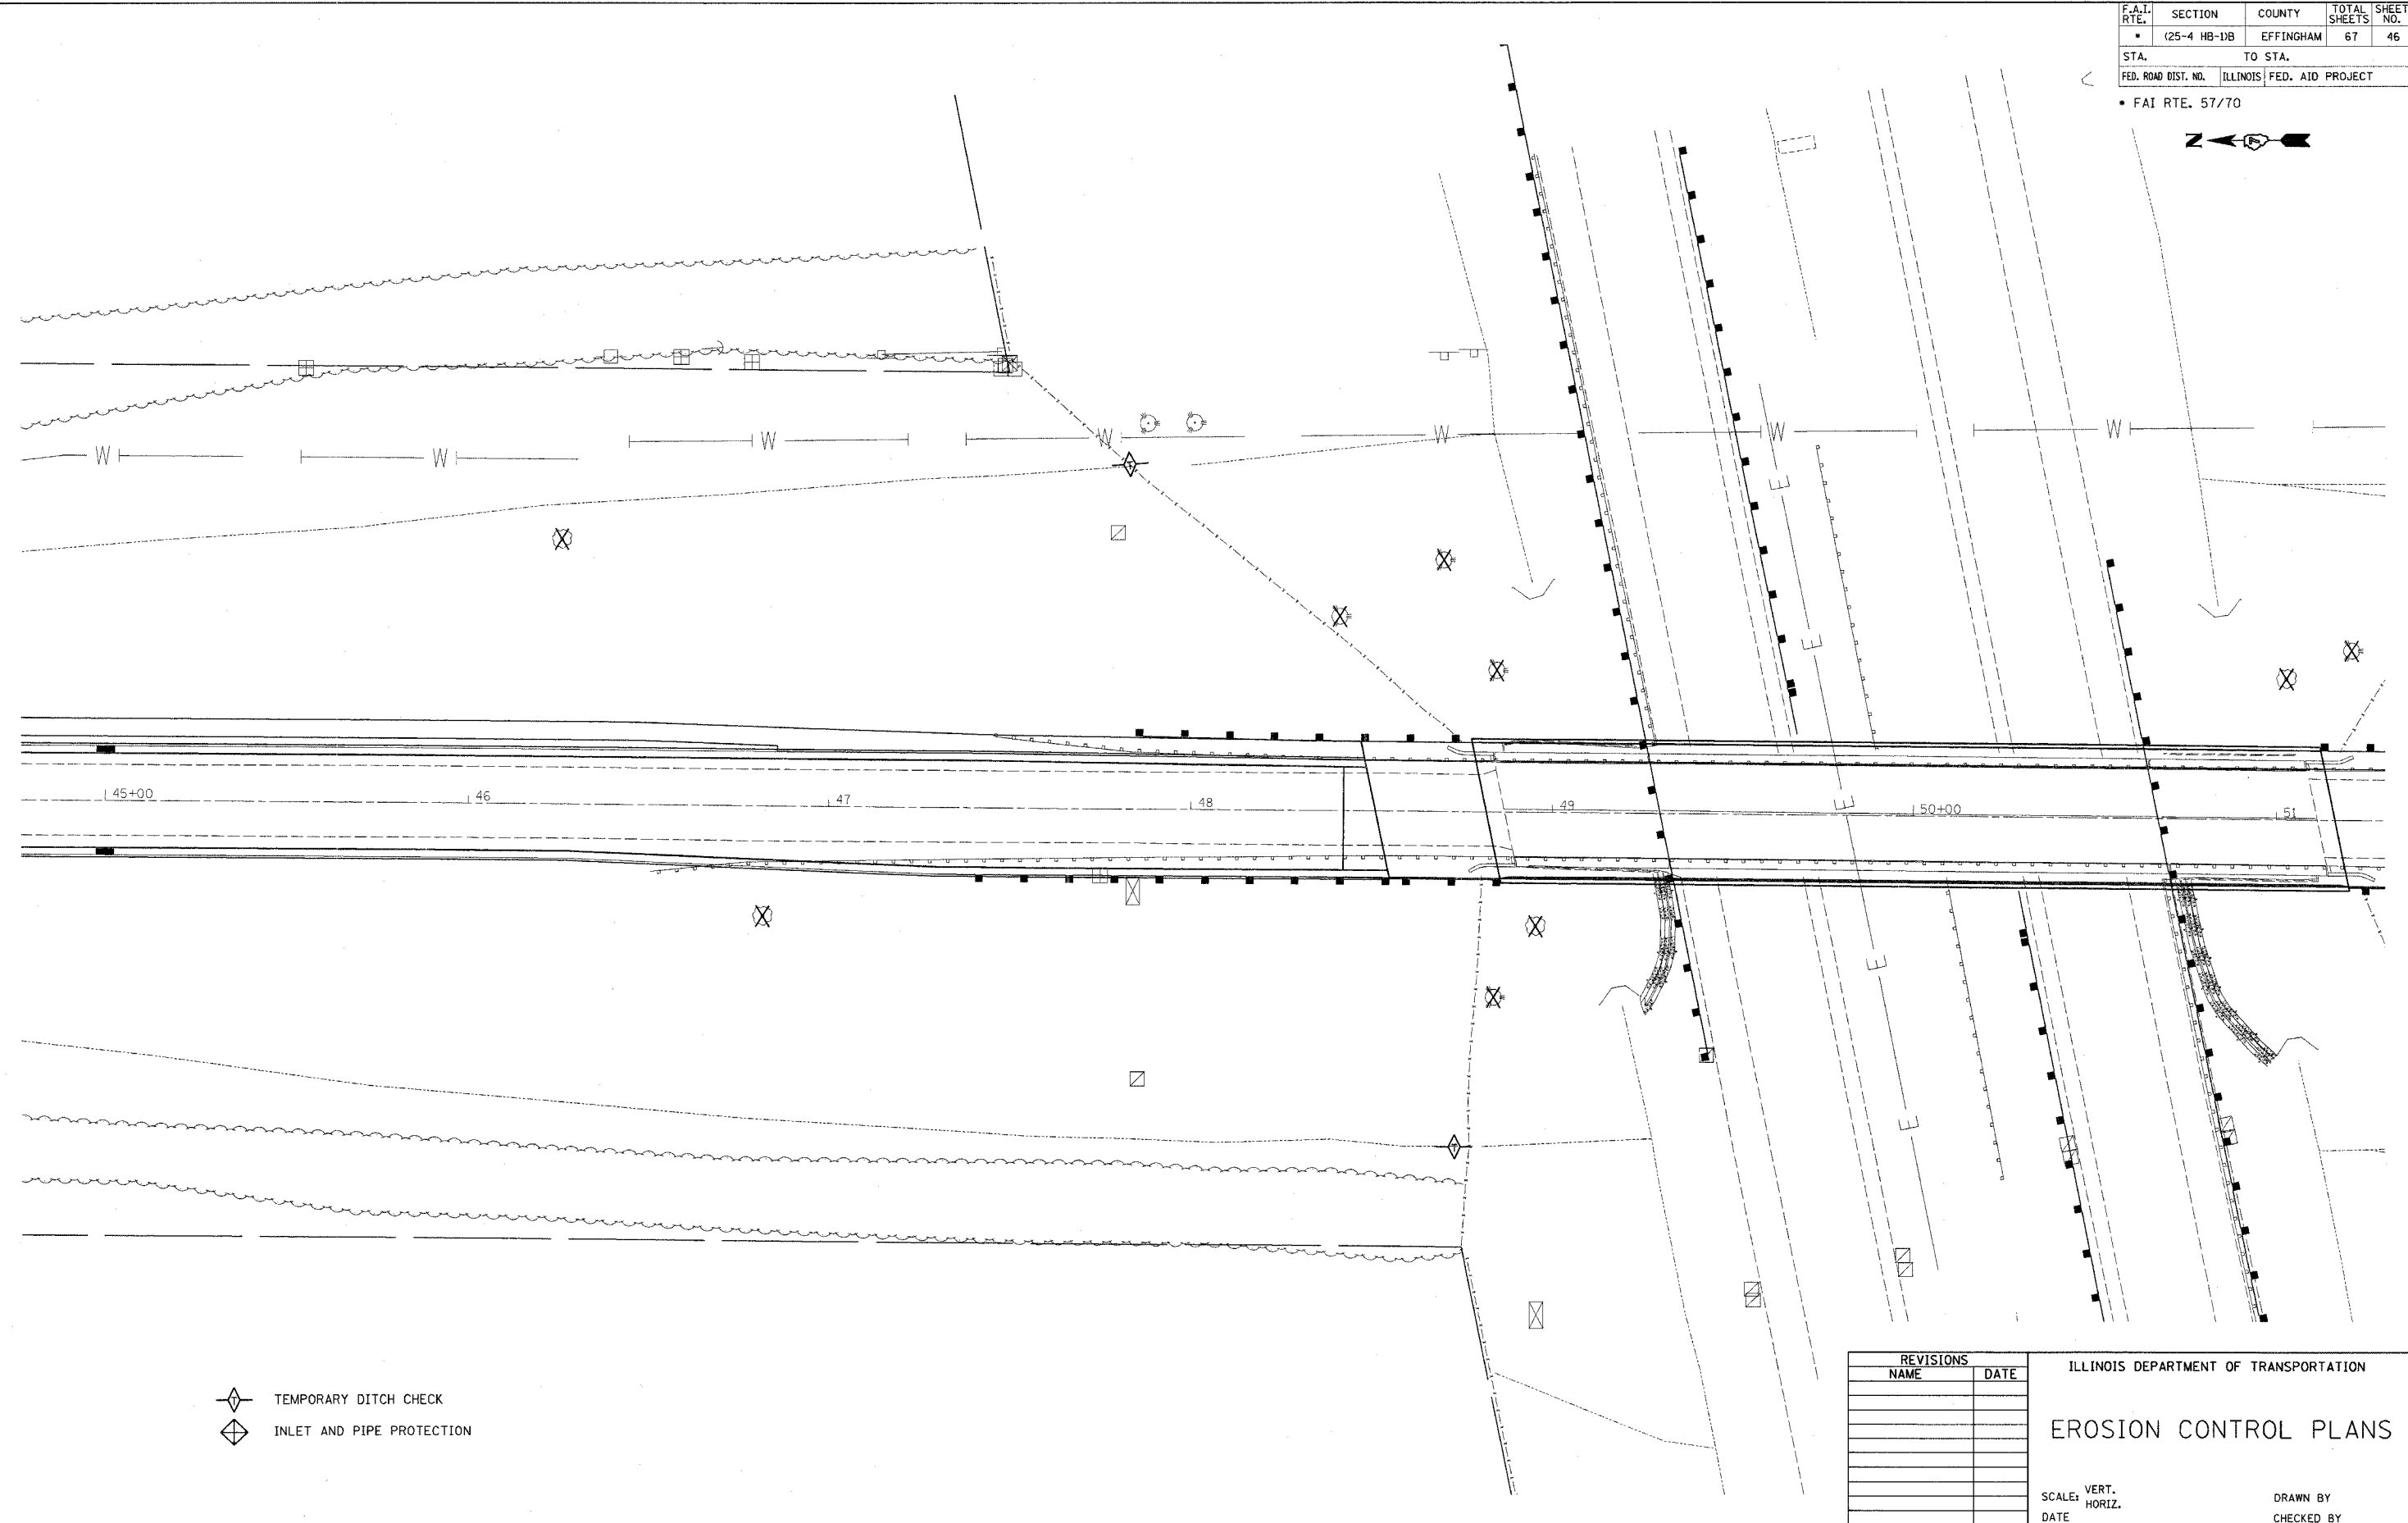 F.A.I. RTE. SECTION COUNTY TOTAL SHEETS SHEET NO.
• (25-4 HB-1)B EFFINGHAM 67 46
STA. TO STA.
FED. ROAD DIST. NO. ILLINOIS FED. AID PROJECT
• FAI RTE. 57/70
N
W W W W W W W
T
E
E
45+00 46 47 48 49 E 50+00 51
E
E
T
T TEMPORARY DITCH CHECK
INLET AND PIPE PROTECTION
REVISIONS
NAME DATE
ILLINOIS DEPARTMENT OF TRANSPORTATION
EROSION CONTROL PLANS
SCALE: VERT.
HORIZ.
DATE
DRAWN BY
CHECKED BY